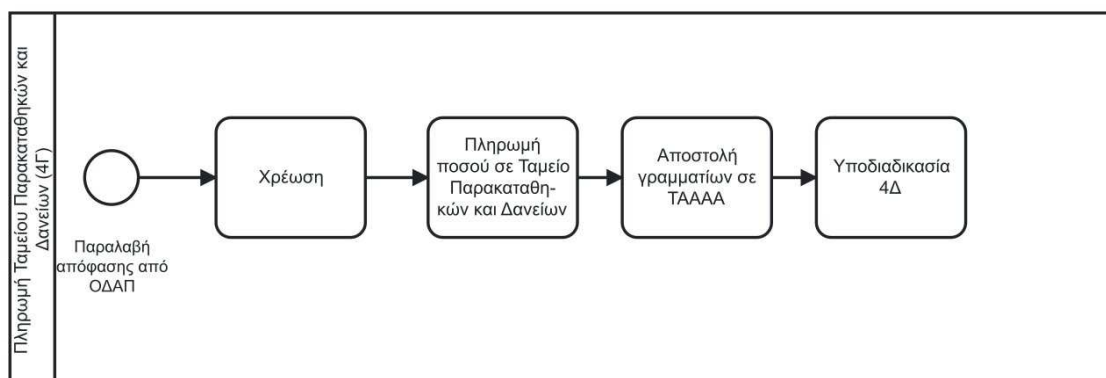 Πληρωμή Ταμείου Παρακαταθηκών και
Δανείων (4Γ)
Παραλαβή
απόφασης από
ΟΔΑΠ
Χρέωση
Πληρωμή
ποσού σε Ταμείο
Παρακαταθη-
κών και Δανείων
Αποστολή
γραμματίων σε
ΤΑΑΑΑ
Υποδιαδικασία
4Δ